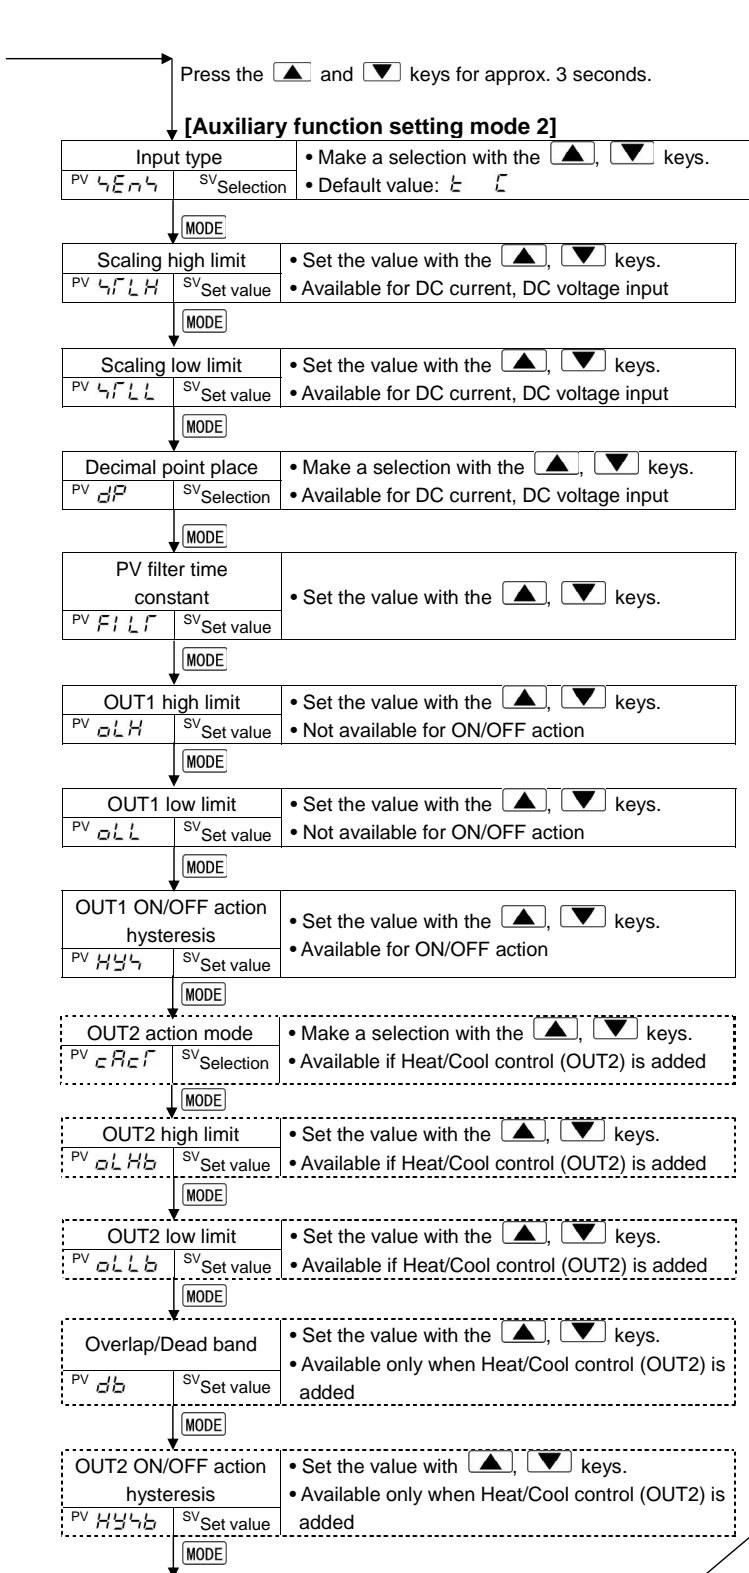 Press the ▲ and ▼ keys for approx. 3 seconds.
[Auxiliary function setting mode 2]
Input type • Make a selection with the ▲, ▼ keys.
PV SEnS SV Selection • Default value: E C
MODE
Scaling high limit • Set the value with the ▲, ▼ keys.
PV STLH SV Set value • Available for DC current, DC voltage input
MODE
Scaling low limit • Set the value with the ▲, ▼ keys.
PV STLL SV Set value • Available for DC current, DC voltage input
MODE
Decimal point place • Make a selection with the ▲, ▼ keys.
PV dP SV Selection • Available for DC current, DC voltage input
MODE
PV filter time
constant • Set the value with the ▲, ▼ keys.
PV FILT SV Set value
MODE
OUT1 high limit • Set the value with the ▲, ▼ keys.
PV oLH SV Set value • Not available for ON/OFF action
MODE
OUT1 low limit • Set the value with the ▲, ▼ keys.
PV oLL SV Set value • Not available for ON/OFF action
MODE
OUT1 ON/OFF action • Set the value with the ▲, ▼ keys.
hysteresis • Available for ON/OFF action
PV HYS SV Set value
MODE
OUT2 action mode • Make a selection with the ▲, ▼ keys.
PV cAcT SV Selection • Available if Heat/Cool control (OUT2) is added
MODE
OUT2 high limit • Set the value with the ▲, ▼ keys.
PV oLHb SV Set value • Available if Heat/Cool control (OUT2) is added
MODE
OUT2 low limit • Set the value with the ▲, ▼ keys.
PV oLLb SV Set value • Available if Heat/Cool control (OUT2) is added
MODE
Overlap/Dead band • Set the value with the ▲, ▼ keys.
• Available only when Heat/Cool control (OUT2) is
PV db SV Set value added
MODE
OUT2 ON/OFF action • Set the value with ▲, ▼ keys.
hysteresis • Available only when Heat/Cool control (OUT2) is
PV HYSb SV Set value added
MODE